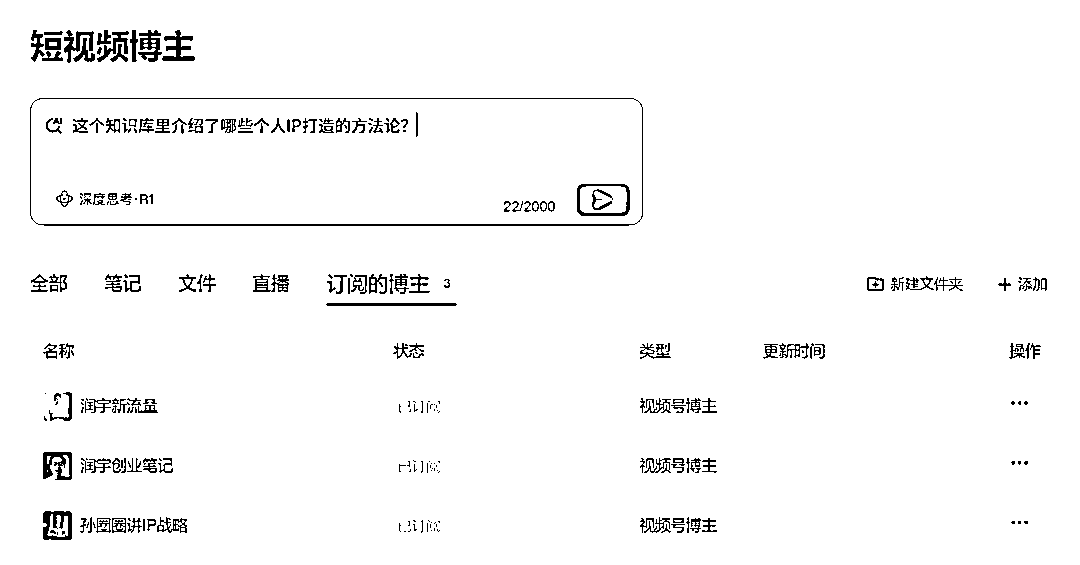 短视频博主
这个知识库里介绍了哪些个人IP打造的方法论?
深度思考·R1
22/2000
全部 笔记 文件 直播 订阅的博主 3 新建文件夹 + 添加
名称 状态 类型 更新时间 操作
润宇新流量 已订阅 视频号博主 ...
润宇创业笔记 已订阅 视频号博主 ...
孙圈圈讲IP战略 已订阅 视频号博主 ...